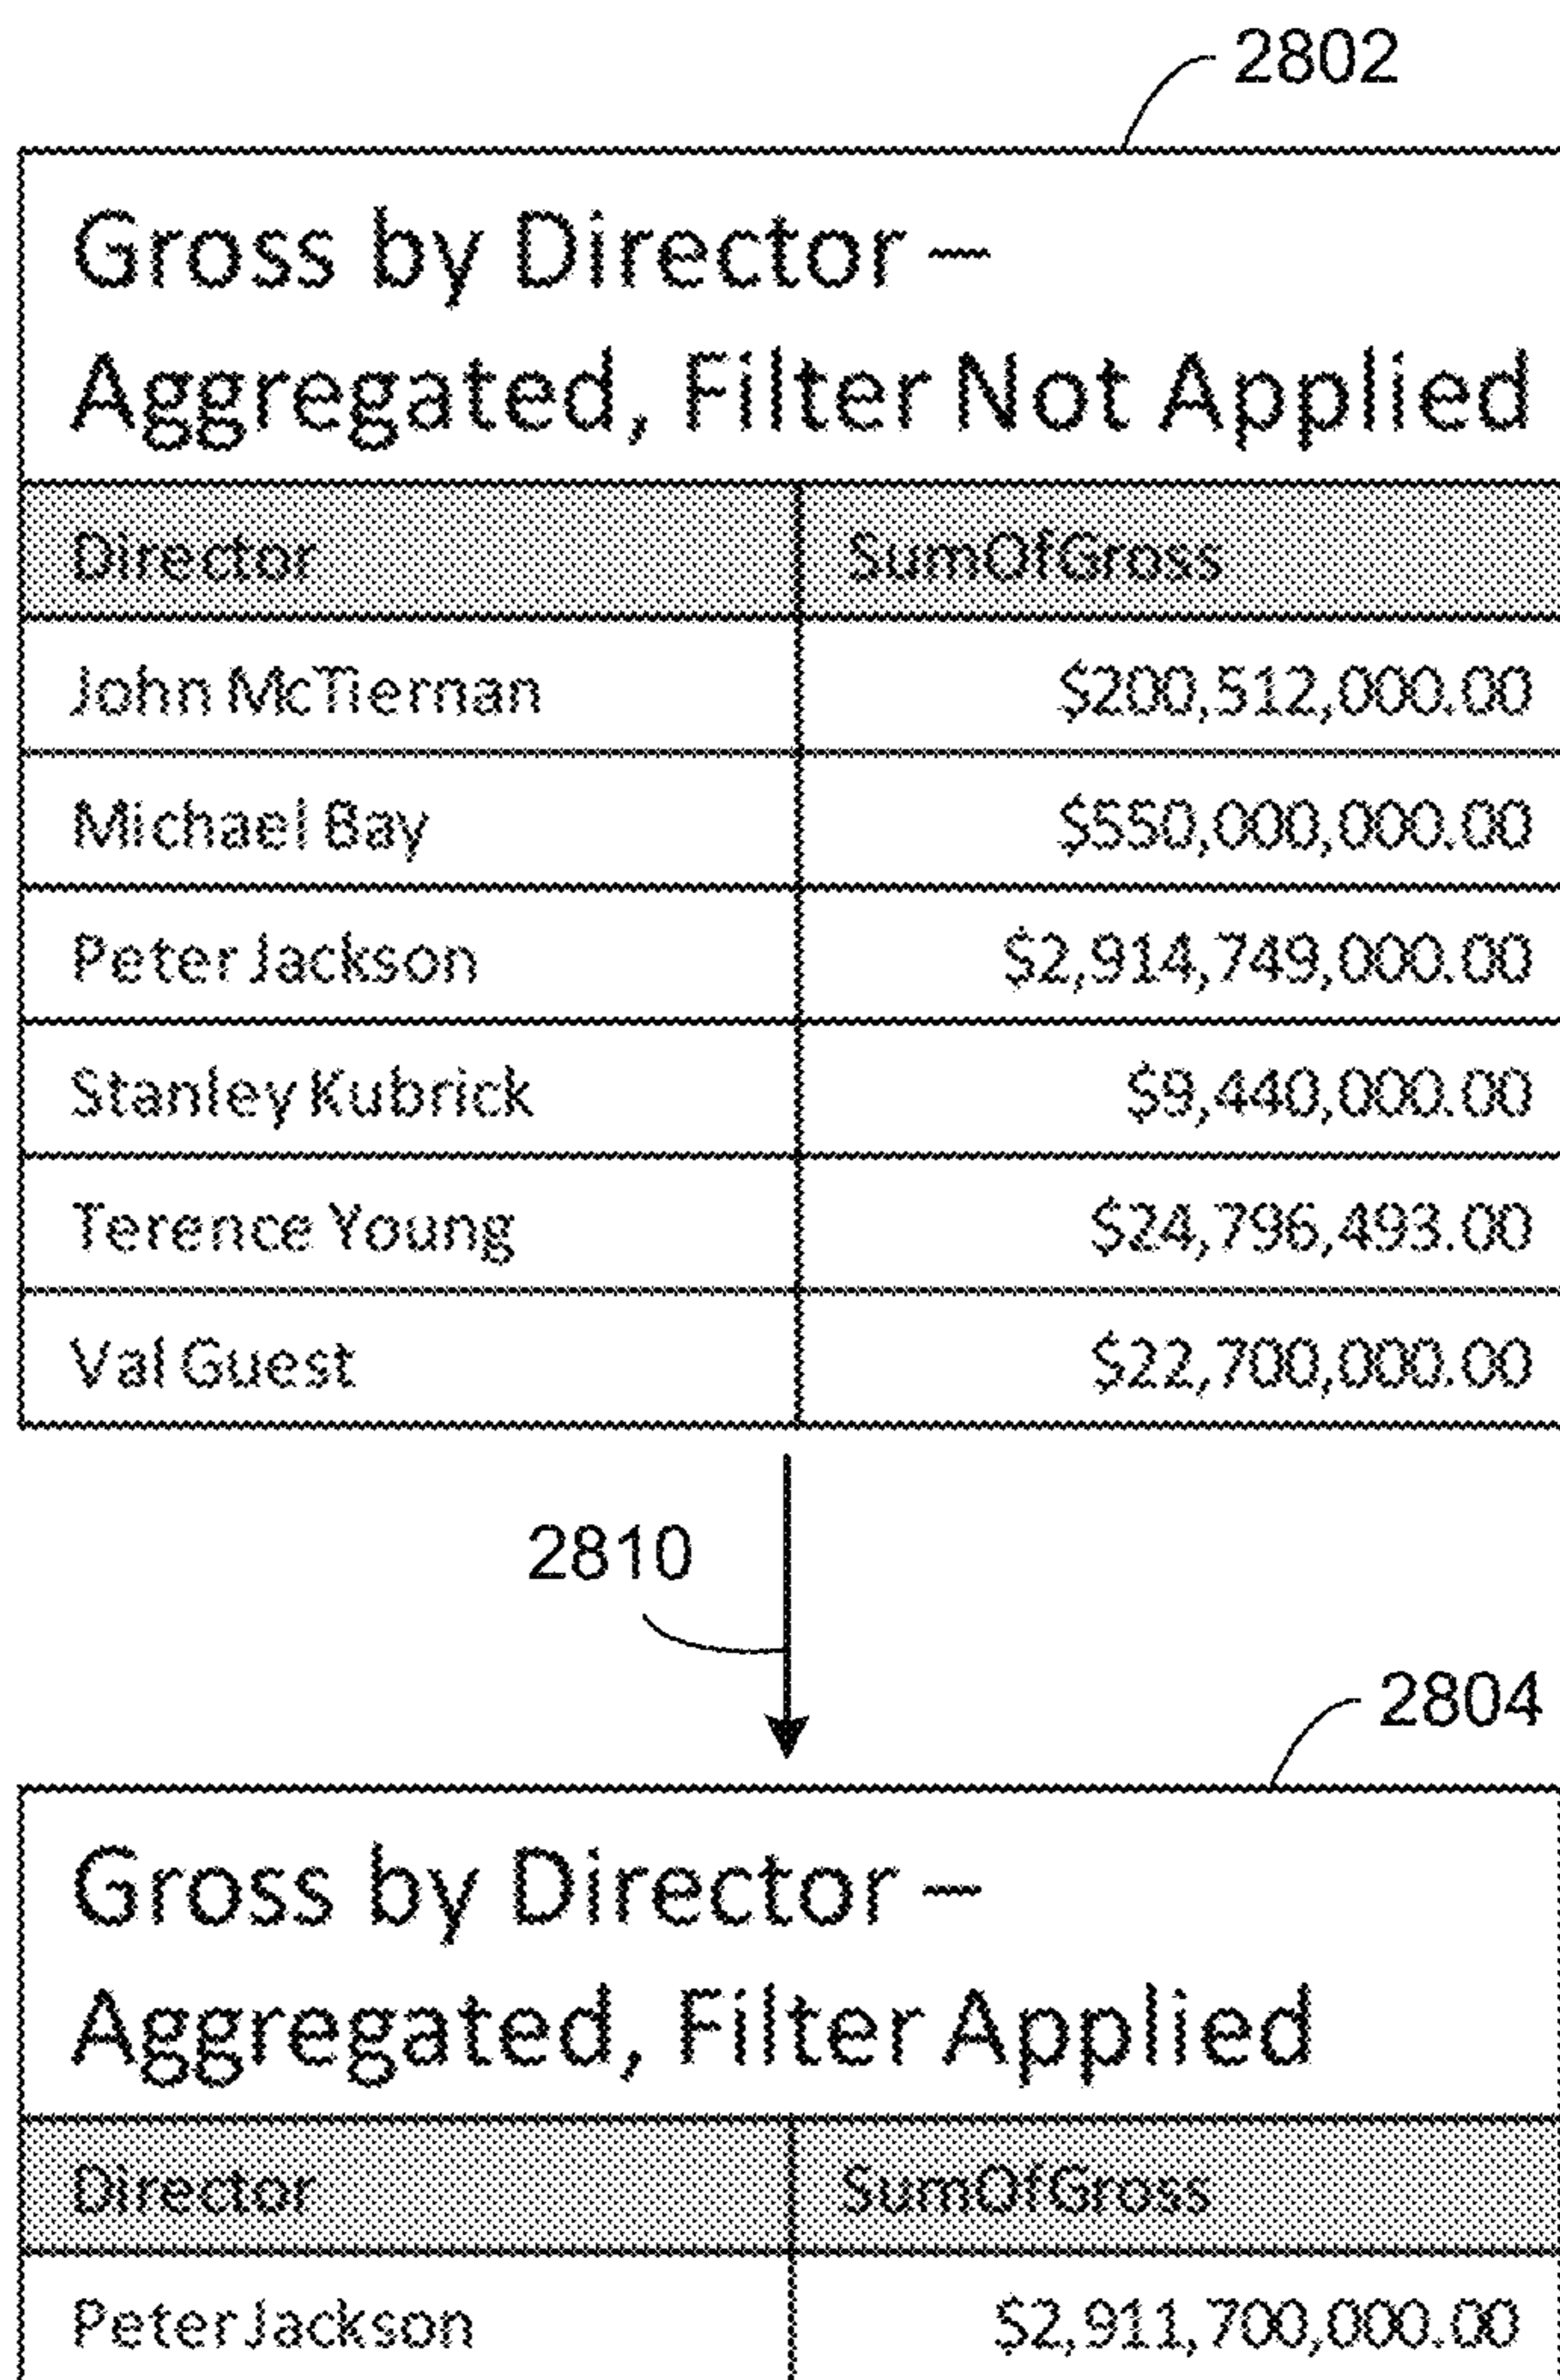 2802
Gross by Director –
Aggregated, Filter Not Applied
Director SumOfGross
John McTiernan $200,512,000.00
Michael Bay $550,000,000.00
Peter Jackson $2,914,749,000.00
Stanley Kubrick $9,440,000.00
Terence Young $24,796,493.00
Val Guest $22,700,000.00
2810
2804
Gross by Director –
Aggregated, Filter Applied
Director SumOfGross
Peter Jackson $2,911,700,000.00